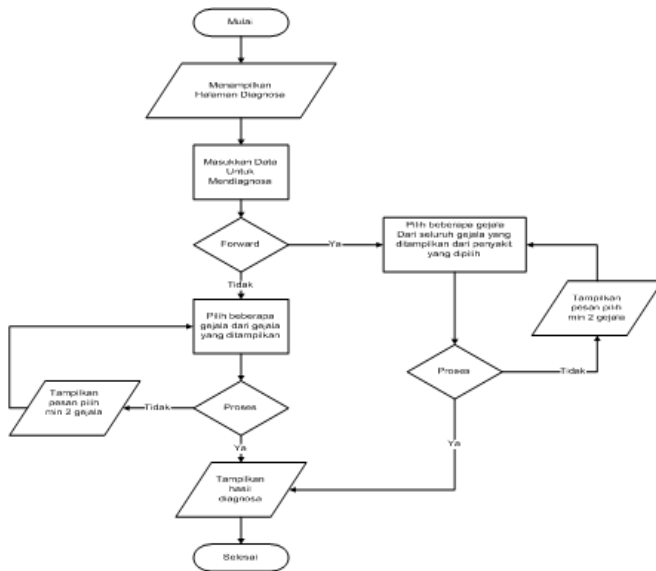 Mulai
Menampilkan
Halaman Diagnosa
Masukkan Data
Untuk
Mendiagnosa
Forward
Ya
Pilih beberapa gejala
Dari seluruh gejala yang
ditampilkan dari penyakit
yang dipilih
Tampilkan
pesan pilih
min 2 gejala
Tidak
Pilih beberapa
gejala dari gejala
yang ditampilkan
Proses
Tidak
Ya
Tampilkan
pesan pilih
min 2 gejala
Tidak
Proses
Ya
Tampilkan
hasil
diagnosa
Selesai